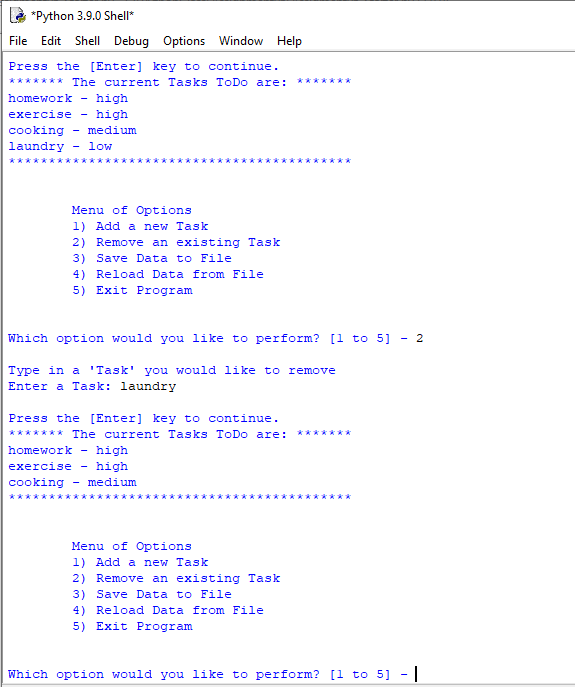 *Python 3.9.0 Shell*
File Edit Shell Debug Options Window Help
Press the [Enter] key to continue.
******* The current Tasks ToDo are: *******
homework - high
exercise - high
cooking - medium
laundry - low
*******************************************
Menu of Options
1) Add a new Task
2) Remove an existing Task
3) Save Data to File
4) Reload Data from File
5) Exit Program
Which option would you like to perform? [1 to 5] - 2
Type in a 'Task' you would like to remove
Enter a Task: laundry
Press the [Enter] key to continue.
******* The current Tasks ToDo are: *******
homework - high
exercise - high
cooking - medium
*******************************************
Menu of Options
1) Add a new Task
2) Remove an existing Task
3) Save Data to File
4) Reload Data from File
5) Exit Program
Which option would you like to perform? [1 to 5] -